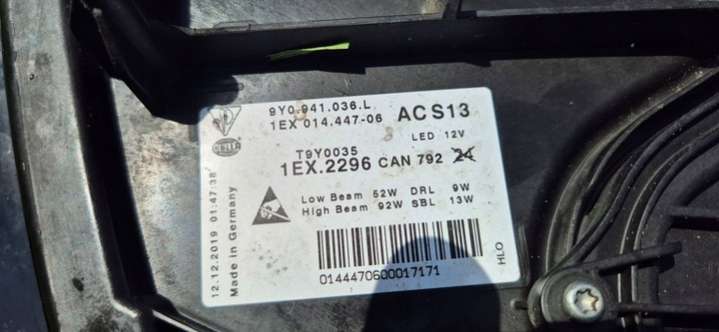 9Y0.941.036.L
1EX 014.447-06
ACS13
LED 12V
HELLA
T9Y0035
1EX.2296 CAN 792 24
Low Beam 52W DRL 9W
High Beam 92W SBL 13W
12.12.2019 01:47:38
Made in Germany
0144470600017171
HLO